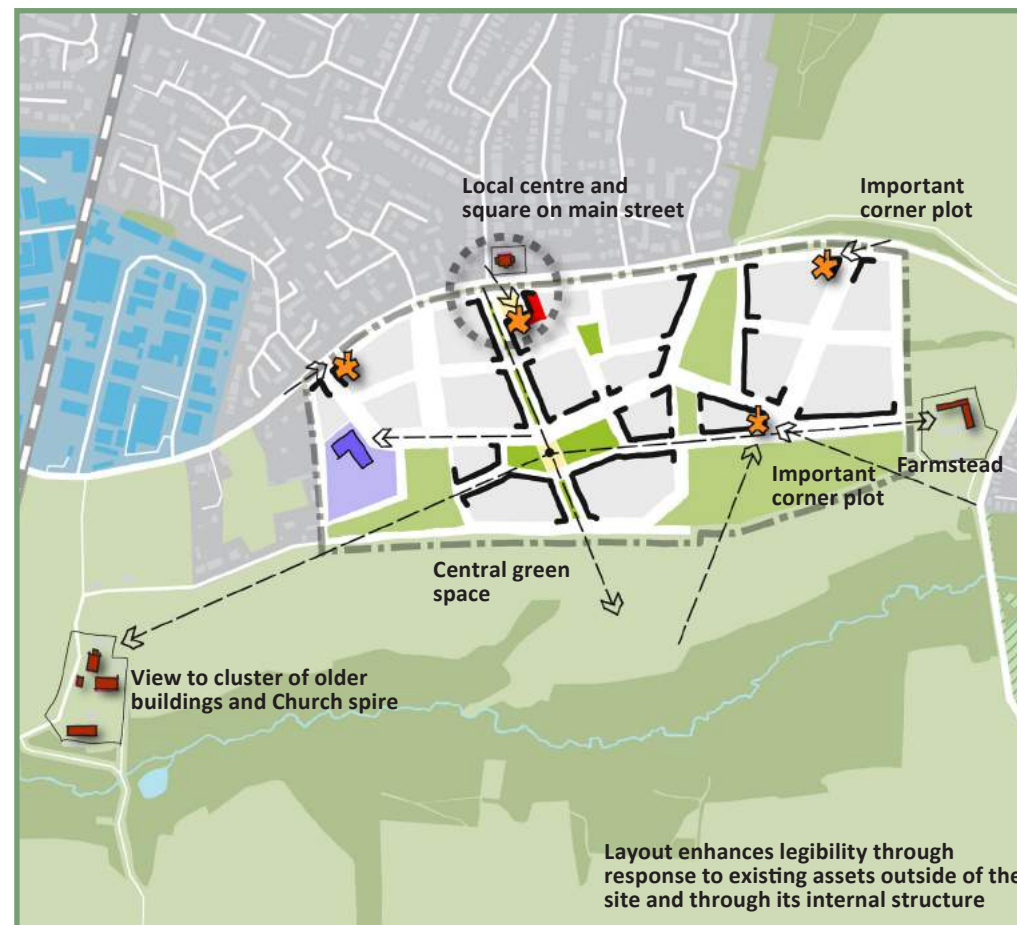 Local centre and
square on main street
Important
corner plot
Important
corner plot
Farmstead
Central green
space
View to cluster of older
buildings and Church spire
Layout enhances legibility through
response to existing assets outside of the
site and through its internal structure